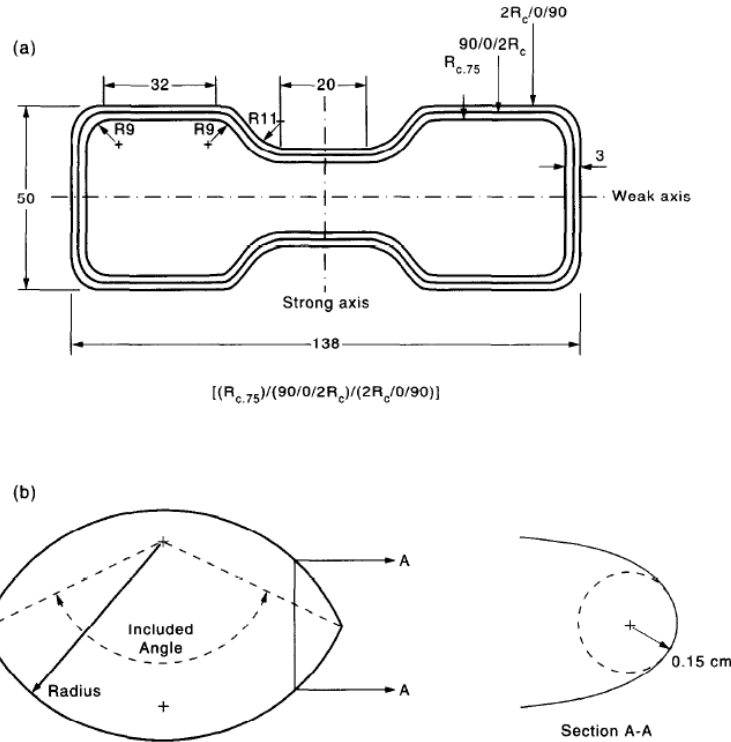 (a)
2R_c/0/90
90/0/2R_c
R_c.75
32
20
R9
R9
R11
3
50
Weak axis
Strong axis
138
[(R_c.75)/(90/0/2R_c)/(2R_c/0/90)]
(b)
A
Included
Angle
Radius
A
0.15 cm
Section A-A